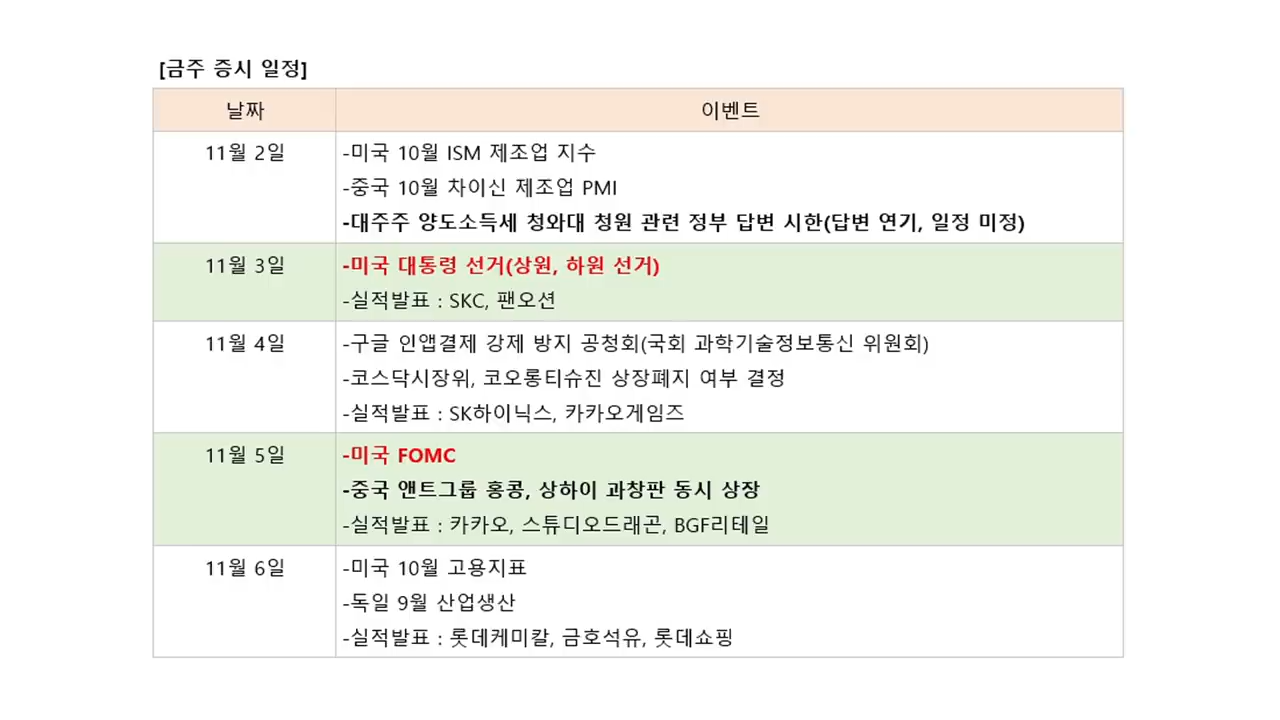 [금주 증시 일정]
날짜
이벤트
11월 2일
-미국 10월 ISM 제조업 지수
-중국 10월 차이신 제조업 PMI
-대주주 양도소득세 청와대 청원 관련 정부 답변 시한(답변 연기, 일정 미정)
11월 3일
-미국 대통령 선거(상원, 하원 선거)
-실적발표 : SKC, 팬오션
11월 4일
-구글 인앱결제 강제 방지 공청회(국회 과학기술정보통신 위원회)
-코스닥시장위, 코오롱티슈진 상장폐지 여부 결정
-실적발표 : SK하이닉스, 카카오게임즈
11월 5일
-미국 FOMC
-중국 앤트그룹 홍콩, 상하이 과창판 동시 상장
-실적발표 : 카카오, 스튜디오드래곤, BGF리테일
11월 6일
-미국 10월 고용지표
-독일 9월 산업생산
-실적발표 : 롯데케미칼, 금호석유, 롯데쇼핑